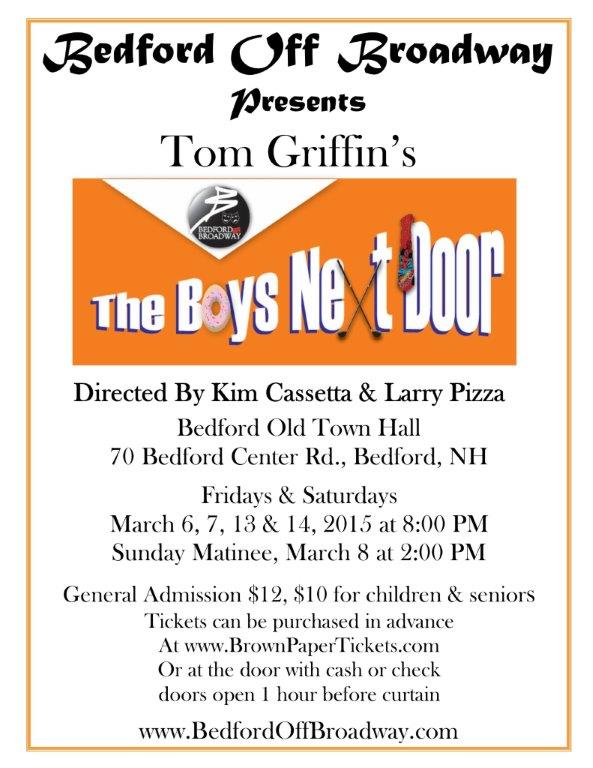 Bedford Off Broadway
Presents
Tom Griffin's
BEDFORD OFF
BROADWAY
The Boys Next Door
Directed By Kim Cassetta & Larry Pizza
Bedford Old Town Hall
70 Bedford Center Rd., Bedford, NH
Fridays & Saturdays
March 6, 7, 13 & 14, 2015 at 8:00 PM
Sunday Matinee, March 8 at 2:00 PM
General Admission $12, $10 for children & seniors
Tickets can be purchased in advance
At www.BrownPaperTickets.com
Or at the door with cash or check
doors open 1 hour before curtain
www.BedfordOffBroadway.com